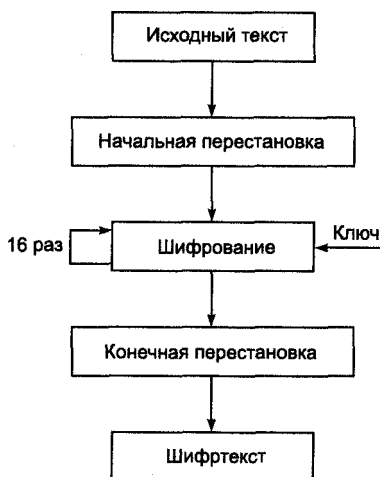 Исходный текст
Начальная перестановка
16 раз
Шифрование
Ключ
Конечная перестановка
Шифртекст